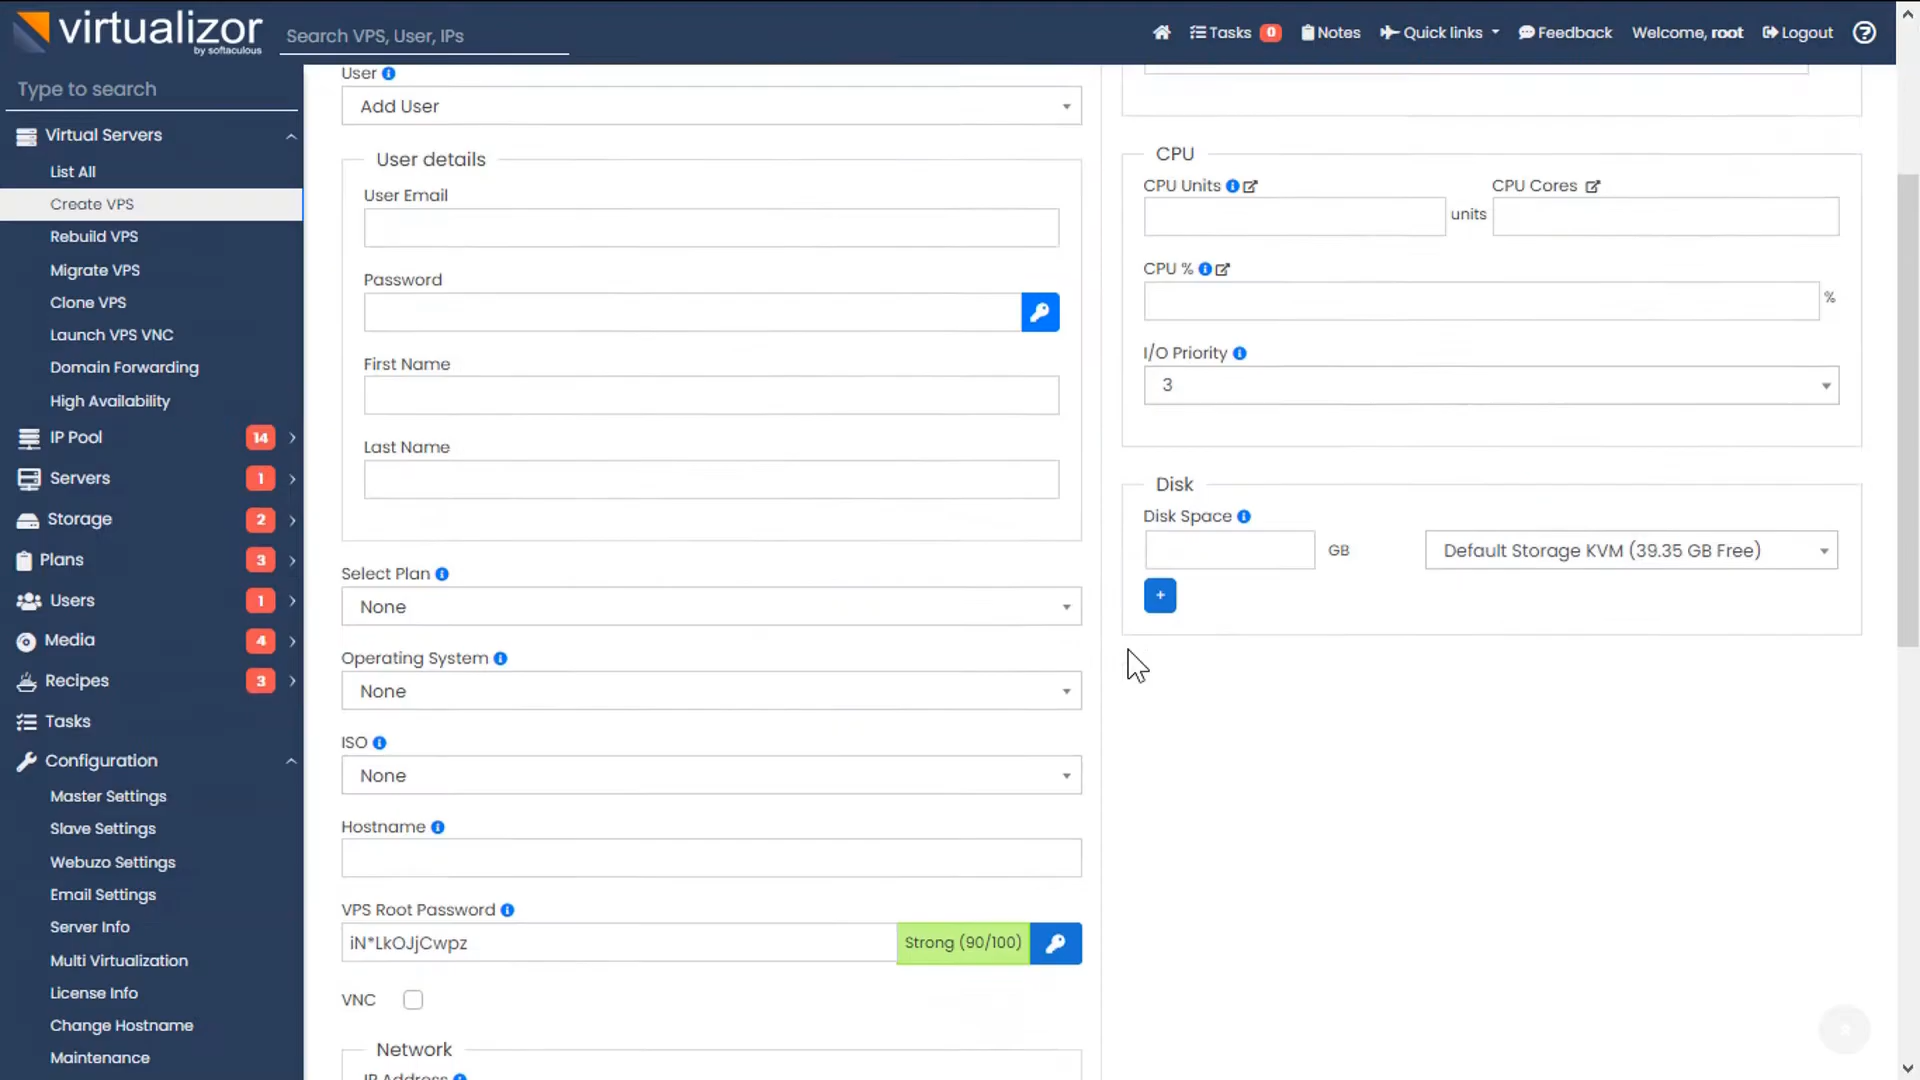 virtualizor
by softaculous
Search VPS, User, IPs
Tasks 0
Notes
Quick links
Feedback
Welcome, root
Logout
Type to search
Virtual Servers
List All
Create VPS
Rebuild VPS
Migrate VPS
Clone VPS
Launch VPS VNC
Domain Forwarding
High Availability
IP Pool 14
Servers 1
Storage 2
Plans 3
Users 1
Media 4
Recipes 3
Tasks
Configuration
Master Settings
Slave Settings
Webuzo Settings
Email Settings
Server Info
Multi Virtualization
License Info
Change Hostname
Maintenance
User
Add User
User details
User Email
Password
First Name
Last Name
Select Plan
None
Operating System
None
ISO
None
Hostname
VPS Root Password
iN*LkOJjCwpz
Strong (90/100)
VNC
Network
IP Address
CPU
CPU Units
units
CPU Cores
CPU %
%
I/O Priority
3
Disk
Disk Space
GB
Default Storage KVM (39.35 GB Free)
+